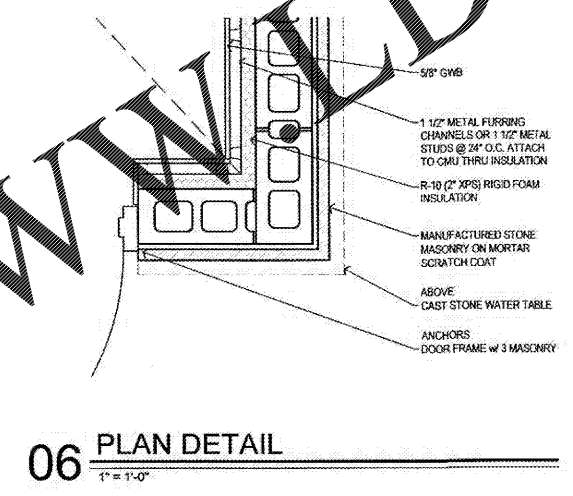 5/8" GWB
1 1/2" METAL FURRING
CHANNELS OR 1 1/2" METAL
STUDS @ 24" O.C. ATTACH
TO CMU THRU INSULATION
R-10 (2" XPS) RIGID FOAM
INSULATION
MANUFACTURED STONE
MASONRY ON MORTAR
SCRATCH COAT
ABOVE
CAST STONE WATER TABLE
ANCHORS
DOOR FRAME w/ 3 MASONRY
06 PLAN DETAIL
1" = 1'-0"